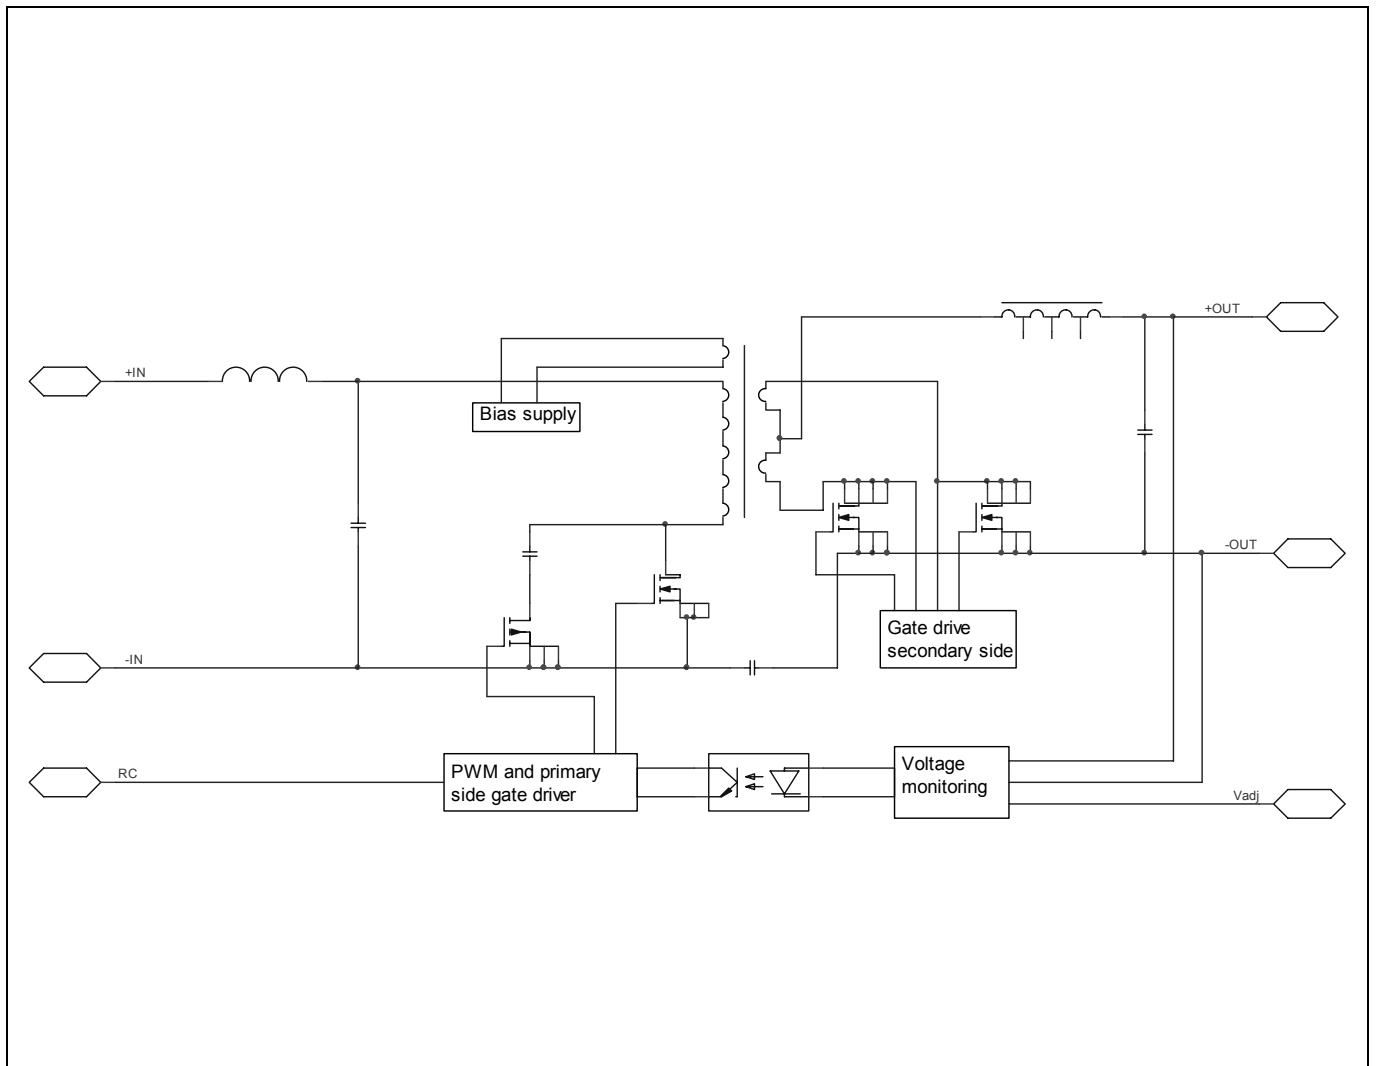 +OUT
+IN
Bias supply
-OUT
Gate drive
secondary side
-IN
RC
PWM and primary
side gate driver
Voltage
monitoring
Vadj